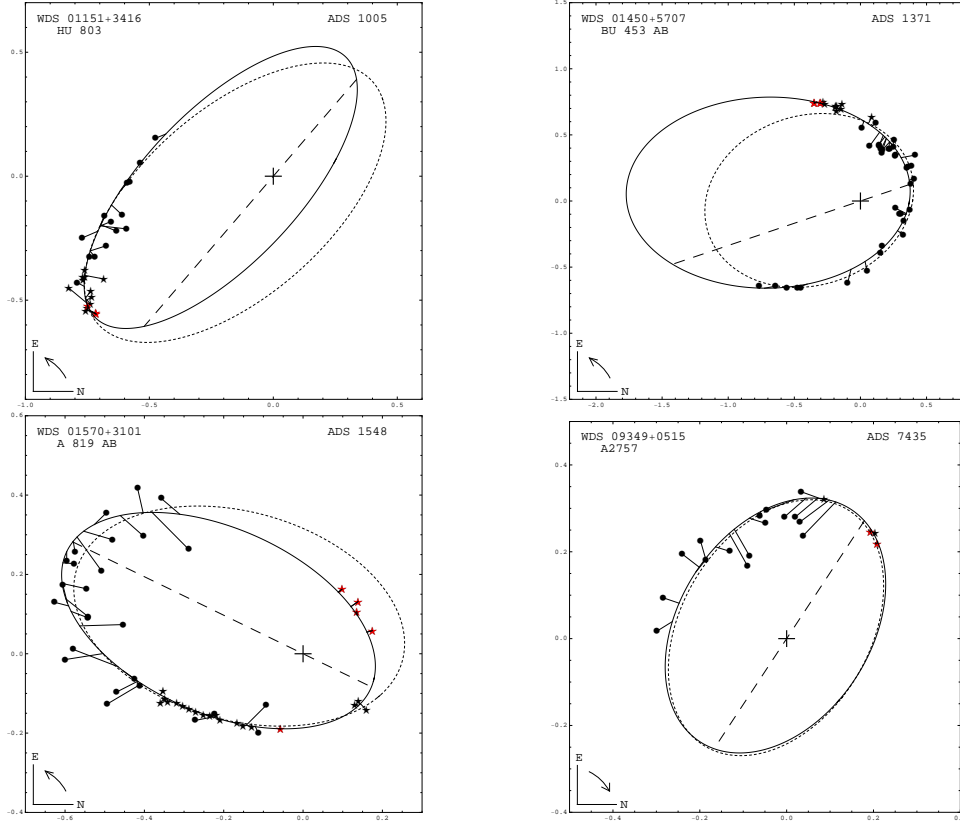 WDS 01151+3416 ADS 1005
HU 803
0.5
0.0
-0.5
E
N
-1.0 -0.5 0.0 0.5
WDS 01450+5707 ADS 1371
BU 453 AB
1.5
1.0
0.5
0.0
-0.5
-1.0
-1.5
E
N
-2.0 -1.5 -1.0 -0.5 0.0 0.5
WDS 01570+3101 ADS 1548
A 819 AB
0.6
0.4
0.2
0.0
-0.2
-0.4
E
N
-0.6 -0.4 -0.2 0.0 0.2
WDS 09349+0515 ADS 7435
A2757
0.4
0.2
0.0
-0.2
-0.4
E
N
-0.4 -0.2 0.0 0.2 0.4